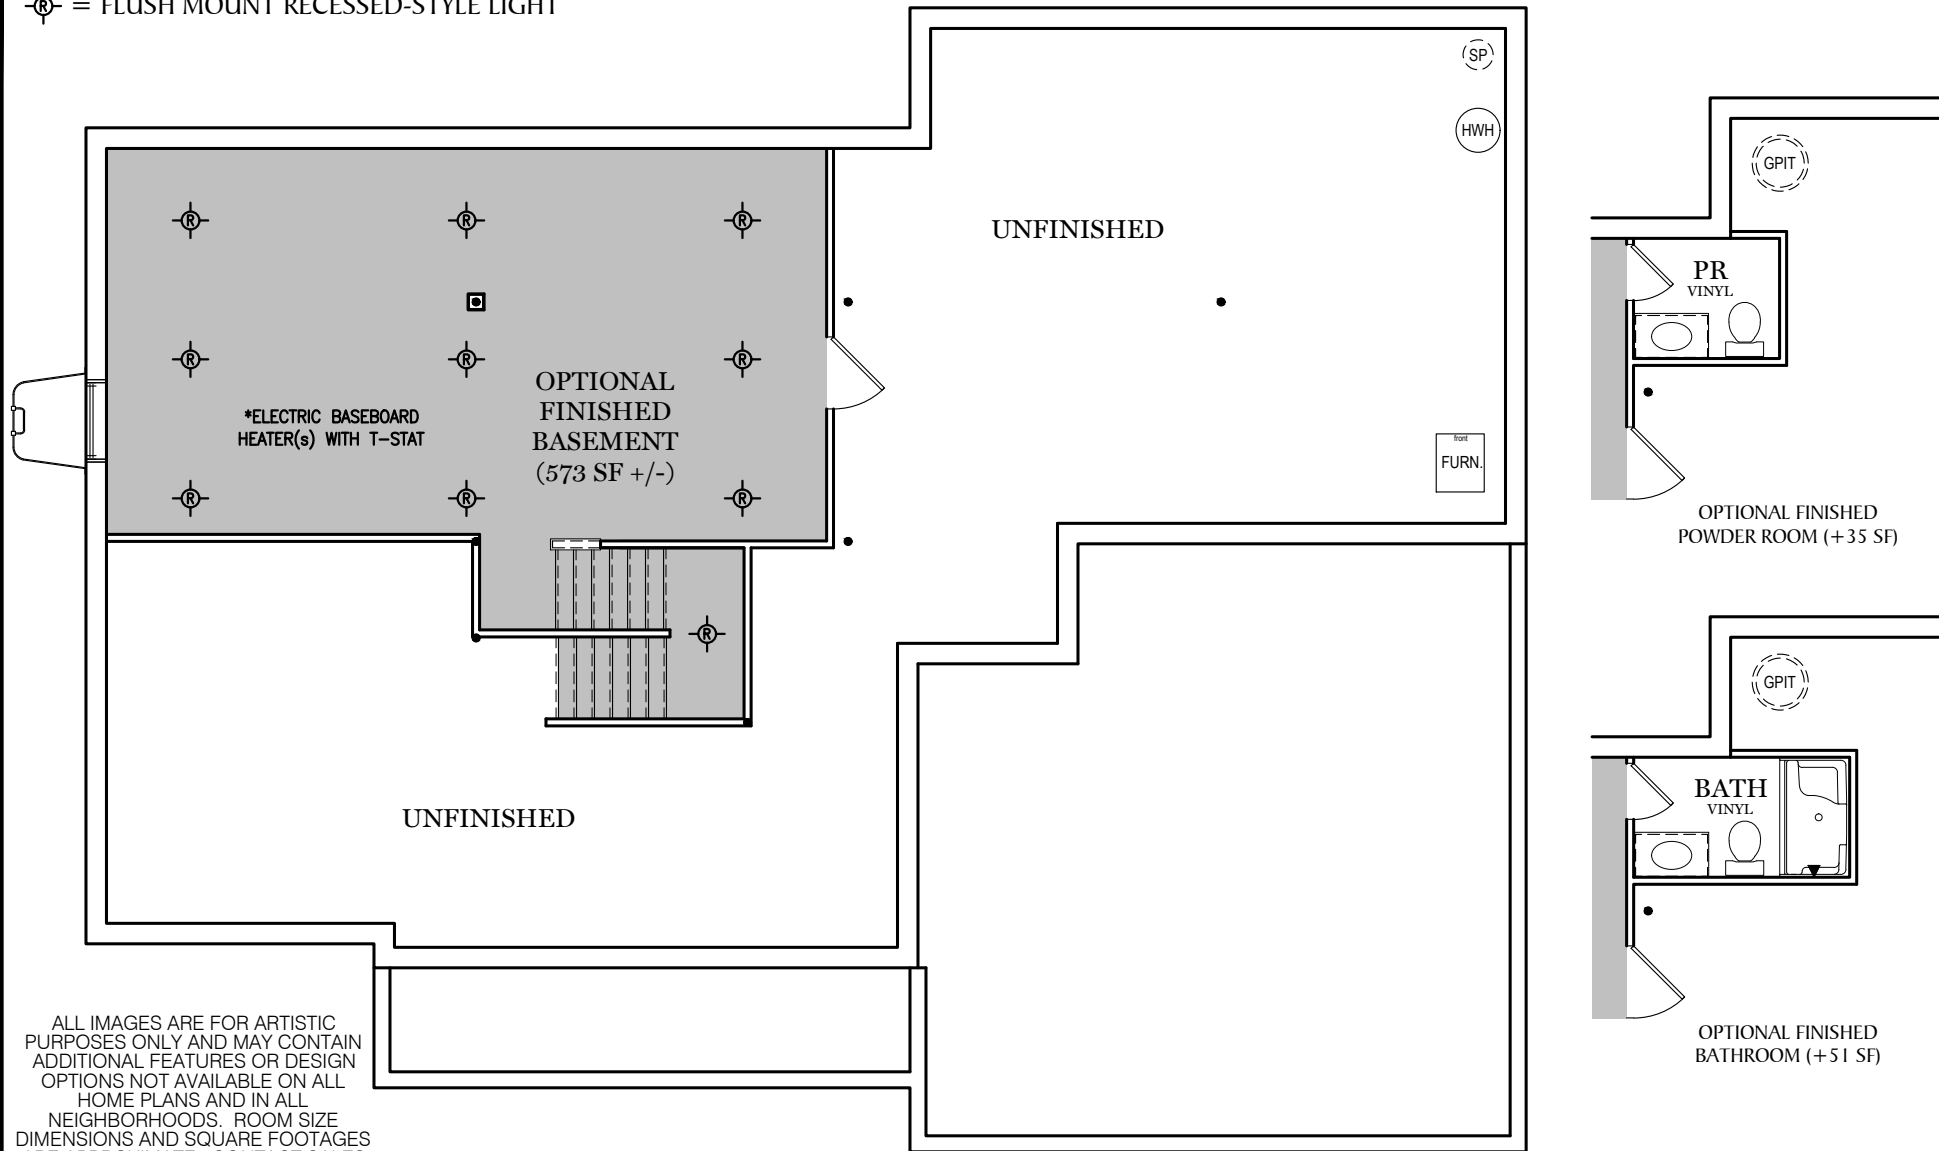 R = FLUSH MOUNT RECESSED-STYLE LIGHT
SP
HWH
UNFINISHED
R R R
R R R
OPTIONAL
FINISHED
BASEMENT
(573 SF +/-)
*ELECTRIC BASEBOARD
HEATER(s) WITH T-STAT
R R R
front
FURN.
R
UNFINISHED
GPIT
PR
VINYL
OPTIONAL FINISHED
POWDER ROOM (+35 SF)
GPIT
BATH
VINYL
OPTIONAL FINISHED
BATHROOM (+51 SF)
ALL IMAGES ARE FOR ARTISTIC
PURPOSES ONLY AND MAY CONTAIN
ADDITIONAL FEATURES OR DESIGN
OPTIONS NOT AVAILABLE ON ALL
HOME PLANS AND IN ALL
NEIGHBORHOODS. ROOM SIZE
DIMENSIONS AND SQUARE FOOTAGES